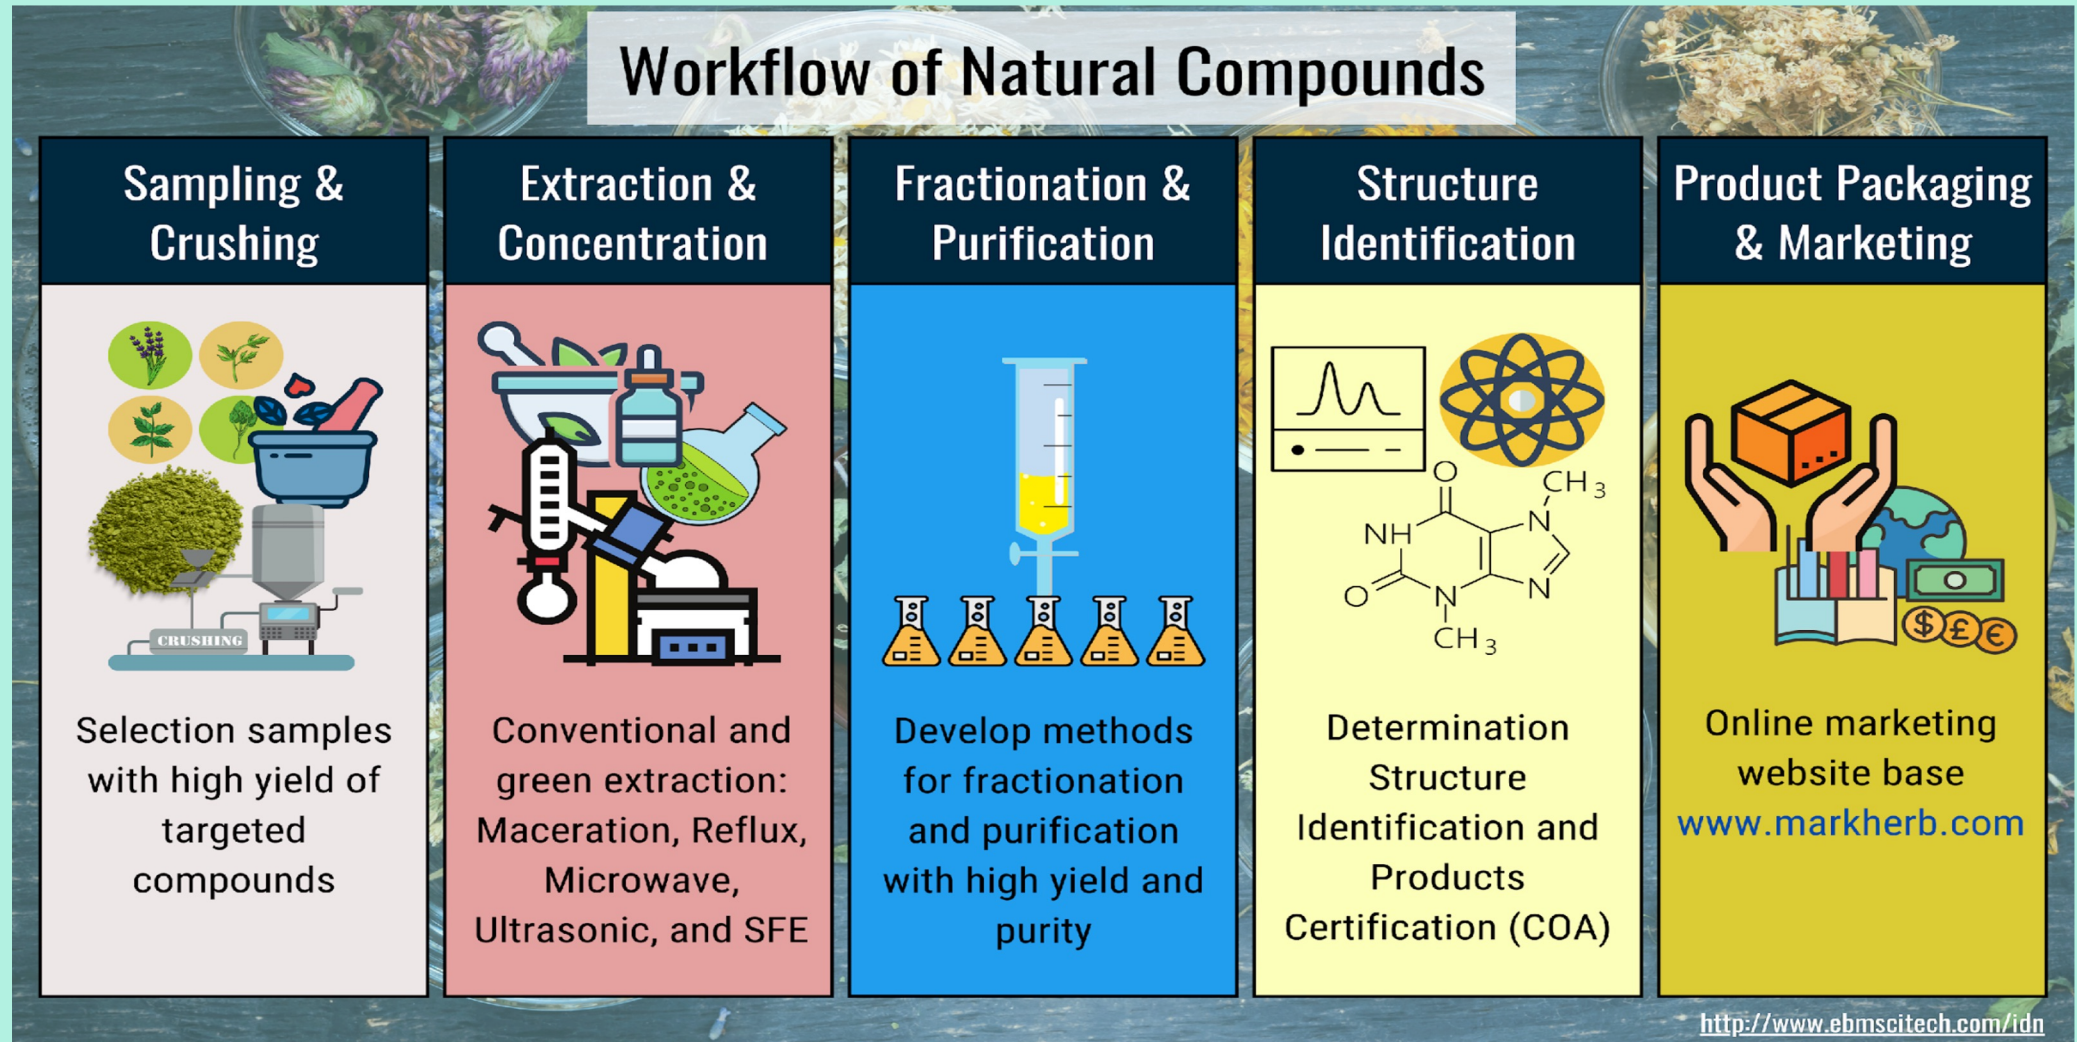 Workflow of Natural Compounds
Sampling &
Crushing
CRUSHING
Selection samples
with high yield of
targeted
compounds
Extraction &
Concentration
Conventional and
green extraction:
Maceration, Reflux,
Microwave,
Ultrasonic, and SFE
Fractionation &
Purification
Develop methods
for fractionation
and purification
with high yield and
purity
Structure
Identification
O
CH3
NH
N
O
N
N
CH3
Determination
Structure
Identification and
Products
Certification (COA)
Product Packaging
& Marketing
$ £ €
Online marketing
website base
www.markherb.com
http://www.ebmscitech.com/idn